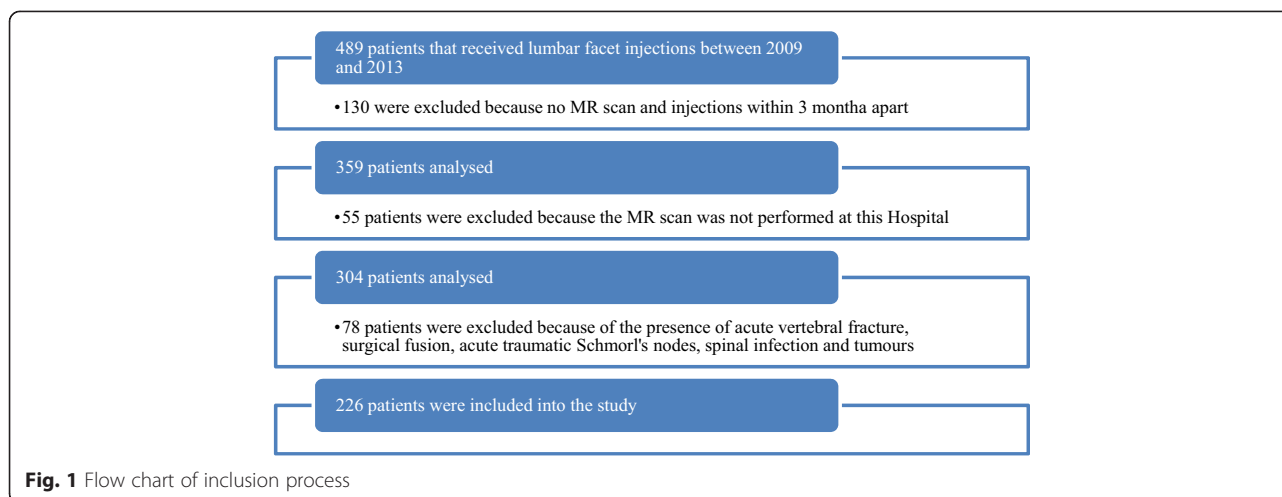 489 patients that received lumbar facet injections between 2009
and 2013
•130 were excluded because no MR scan and injections within 3 montha apart
359 patients analysed
•55 patients were excluded because the MR scan was not performed at this Hospital
304 patients analysed
•78 patients were excluded because of the presence of acute vertebral fracture,
surgical fusion, acute traumatic Schmorl's nodes, spinal infection and tumours
226 patients were included into the study
Fig. 1 Flow chart of inclusion process